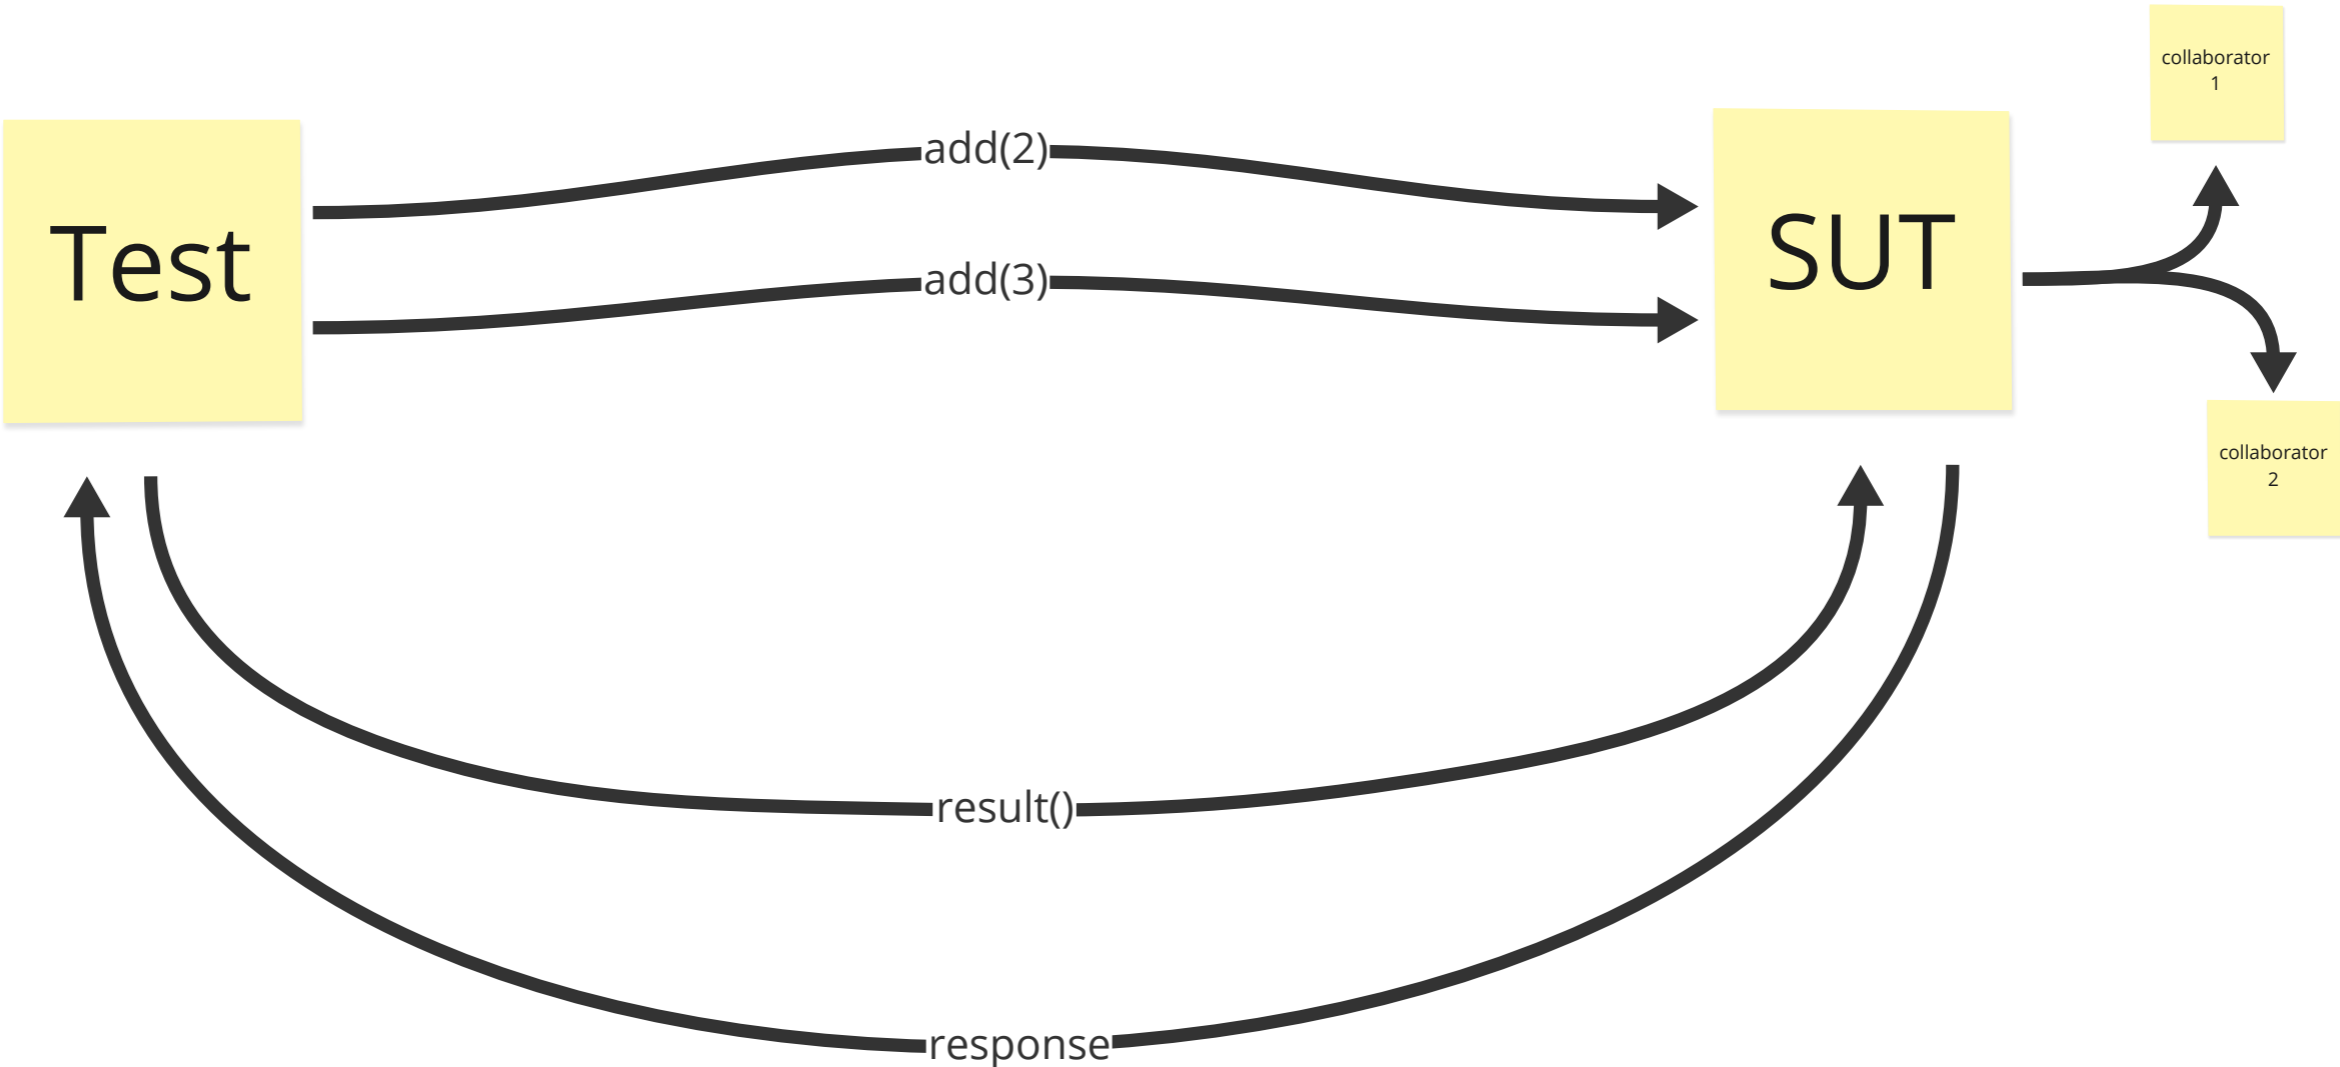 collaborator
1
add(2)
Test
SUT
add(3)
collaborator
2
result()
response